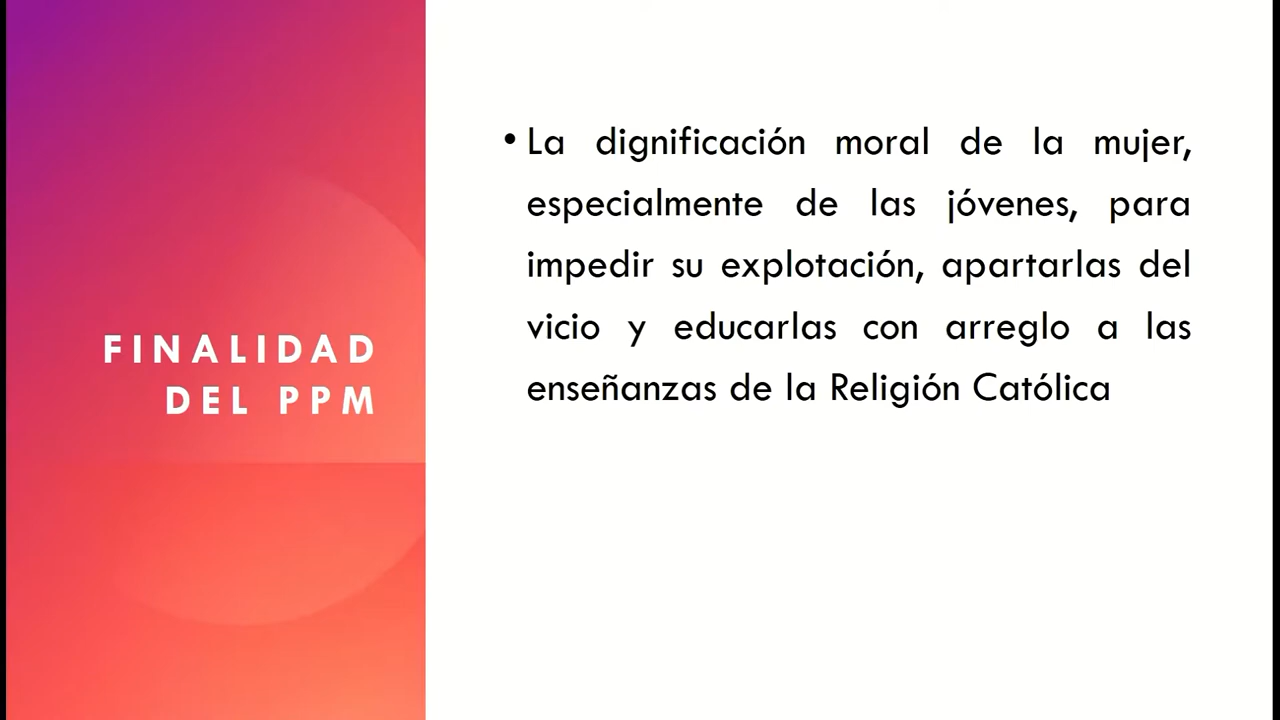 FINALIDAD
DEL PPM
• La dignificación moral de la mujer,
especialmente de las jóvenes, para
impedir su explotación, apartarlas del
vicio y educarlas con arreglo a las
enseñanzas de la Religión Católica